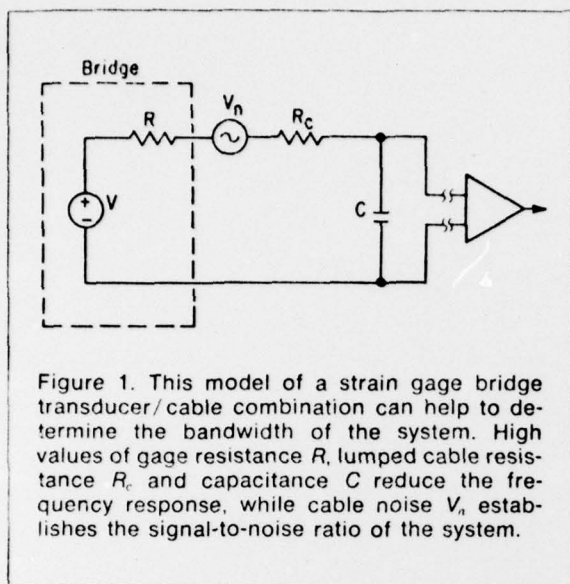 Bridge
R
Vn
Rc
+
−
V
C
Figure 1. This model of a strain gage bridge
transducer/cable combination can help to de-
termine the bandwidth of the system. High
values of gage resistance R, lumped cable resis-
tance Rc and capacitance C reduce the fre-
quency response, while cable noise Vn estab-
lishes the signal-to-noise ratio of the system.